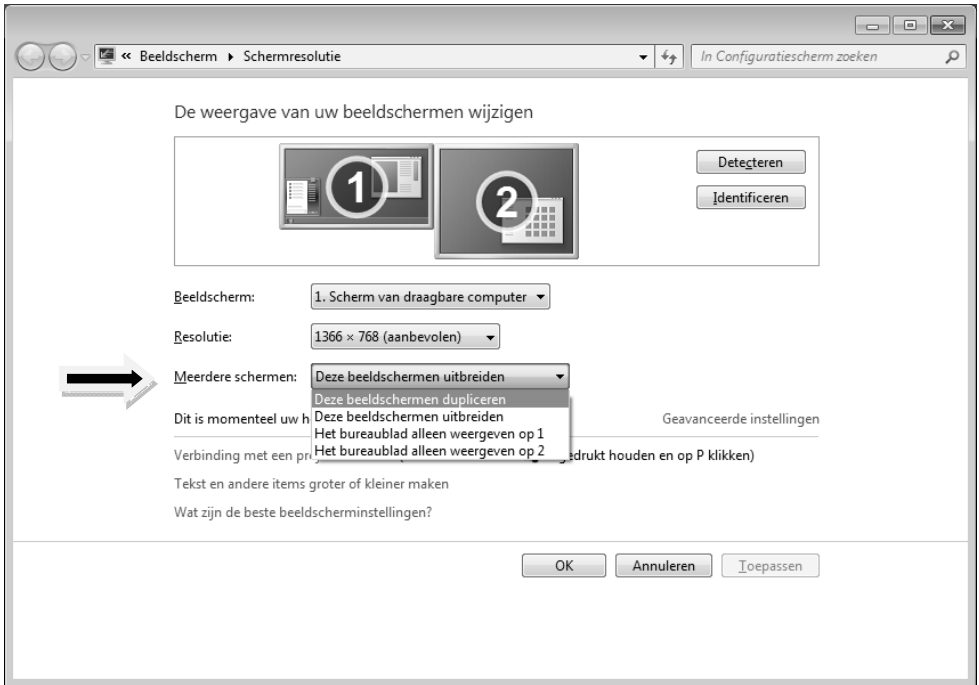 « Beeldscherm Schermresolutie
In Configuratiescherm zoeken
De weergave van uw beeldschermen wijzigen
1
2
Detecteren
Identificeren
Beeldscherm: 1. Scherm van draagbare computer
Resolutie: 1366 × 768 (aanbevolen)
Meerdere schermen: Deze beeldschermen uitbreiden
Deze beeldschermen dupliceren
Deze beeldschermen uitbreiden
Het bureaublad alleen weergeven op 1
Het bureaublad alleen weergeven op 2
Dit is momenteel uw Geavanceerde instellingen
Verbinding met een houden en op P klikken)
Tekst en andere items groter of kleiner maken
Wat zijn de beste beeldscherminstellingen?
OK Annuleren Toepassen